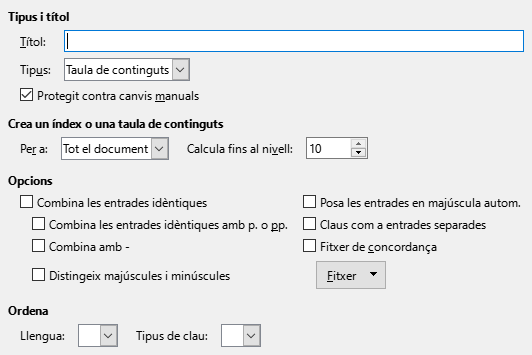 Tipus i títol
Títol:
Tipus: Taula de continguts
Protegit contra canvis manuals
Crea un índex o una taula de continguts
Per a: Tot el document Calcula fins al nivell: 10
Opcions
Combina les entrades idèntiques Posa les entrades en majúscula autom.
Combina les entrades idèntiques amb p. o pp. Claus com a entrades separades
Combina amb - Fitxer de concordança
Distingeix majúscules i minúscules Fitxer
Ordena
Llengua: Tipus de clau: